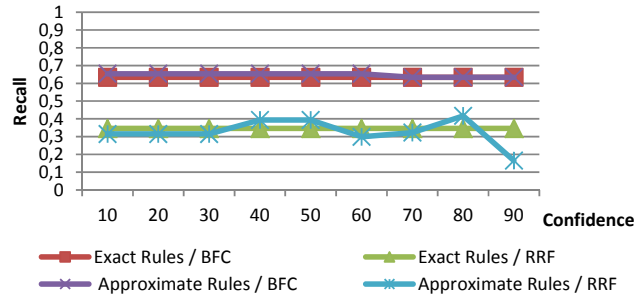 1
0,9
0,8
0,7
0,6
0,5
0,4
0,3
0,2
0,1
0
Recall
10 20 30 40 50 60 70 80 90
Confidence
Exact Rules / BFC Exact Rules / RRF
Approximate Rules / BFC Approximate Rules / RRF